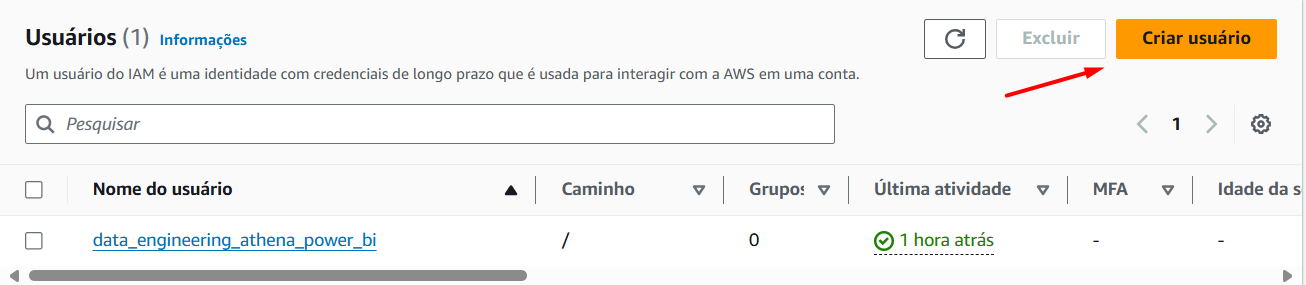 Usuários (1) Informações
Excluir
Criar usuário
Um usuário do IAM é uma identidade com credenciais de longo prazo que é usada para interagir com a AWS em uma conta.
Pesquisar
1
Nome do usuário Caminho Grupos Última atividade MFA Idade da s
data_engineering_athena_power_bi / 0 1 hora atrás - -